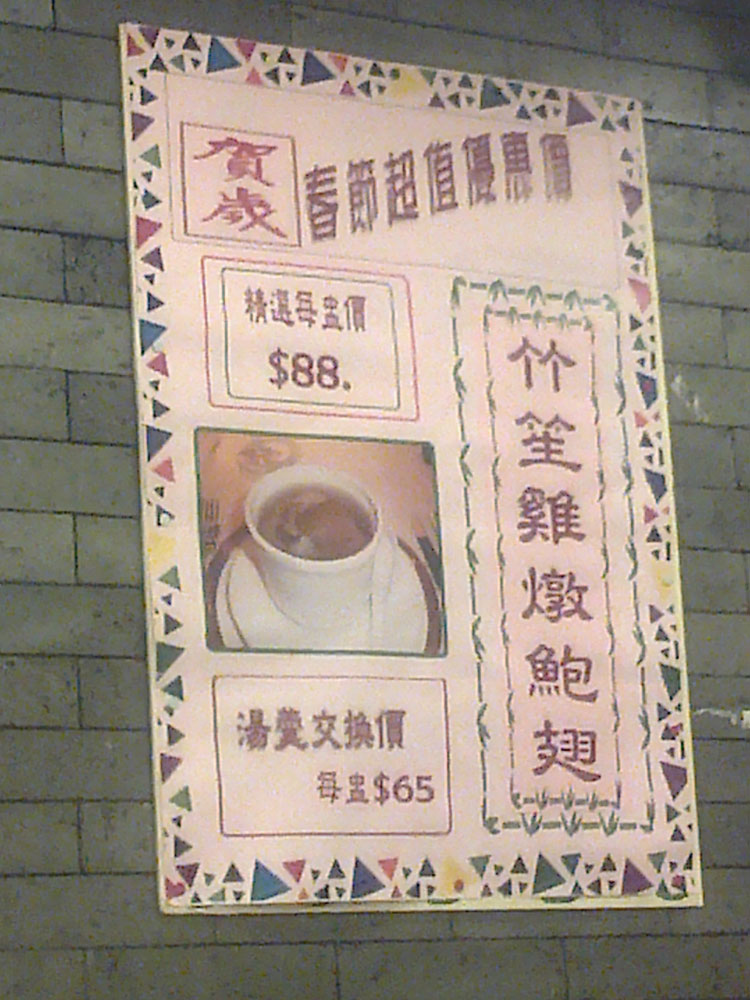 賀歲
春節超值優惠價
精選每盅價
$88.
竹笙雞燉鮑翅
湯羹交換價
每盅$65